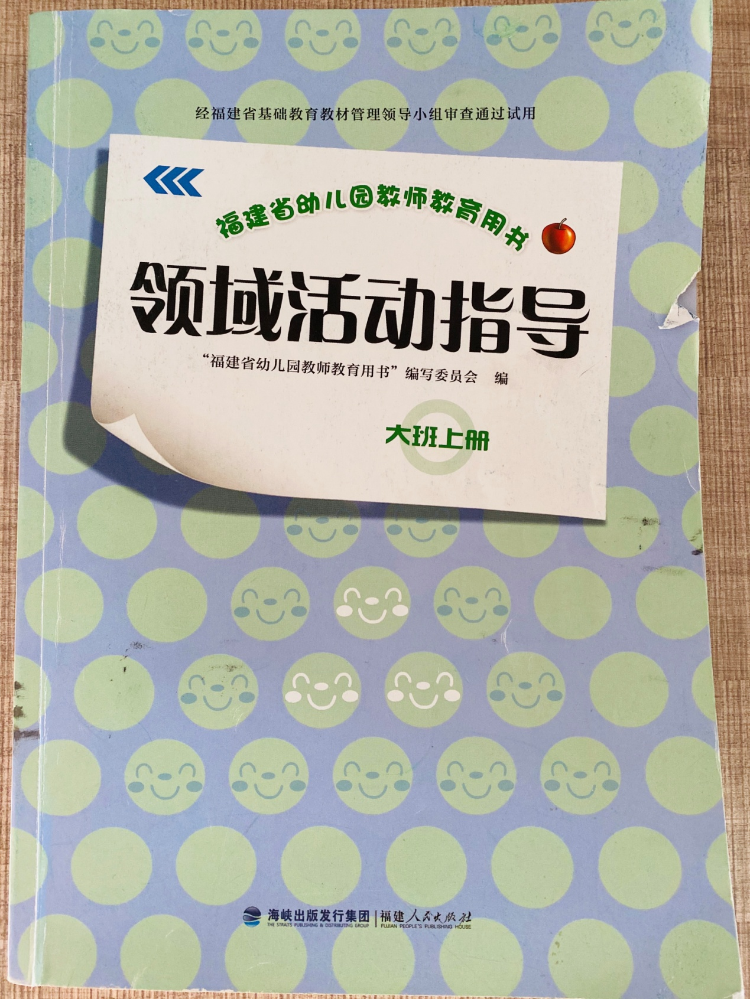 经福建省基础教育教材管理领导小组审查通过试用
福建省幼儿园教师教育用书
领域活动指导
“福建省幼儿园教师教育用书”编写委员会 编
大班上册
海峡出版发行集团 福建人民出版社
THE STRAITS PUBLISHING & DISTRIBUTING GROUP FUJIAN PEOPLE'S PUBLISHING HOUSE